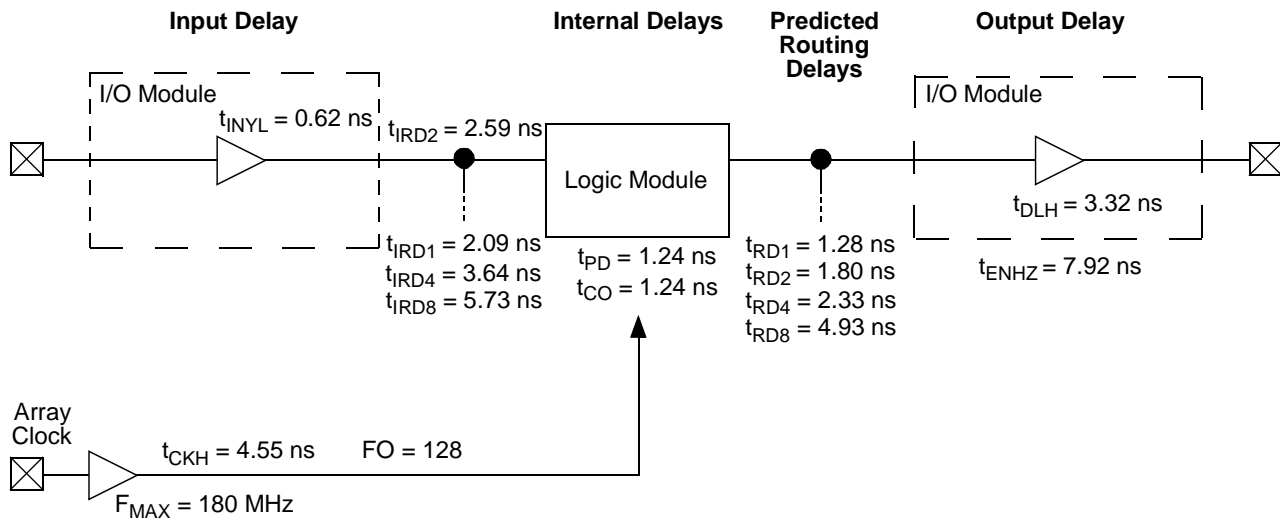 Input Delay
Internal Delays
Predicted
Routing
Delays
Output Delay
I/O Module
tINYL = 0.62 ns
tIRD2 = 2.59 ns
Logic Module
I/O Module
tDLH = 3.32 ns
tIRD1 = 2.09 ns
tIRD4 = 3.64 ns
tIRD8 = 5.73 ns
tPD = 1.24 ns
tCO = 1.24 ns
tRD1 = 1.28 ns
tRD2 = 1.80 ns
tRD4 = 2.33 ns
tRD8 = 4.93 ns
tENHZ = 7.92 ns
Array
Clock
tCKH = 4.55 ns
FO = 128
FMAX = 180 MHz